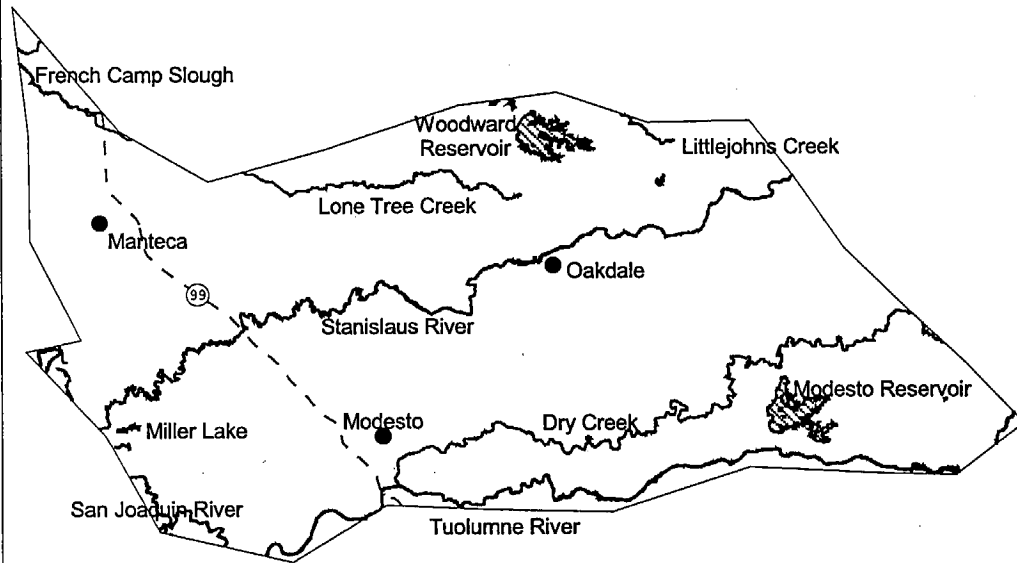 French Camp Slough
Woodward
Reservoir
Littlejohns Creek
Lone Tree Creek
Manteca
Oakdale
99
Stanislaus River
Modesto Reservoir
Modesto
Dry Creek
Miller Lake
San Joaquin River
Tuolumne River